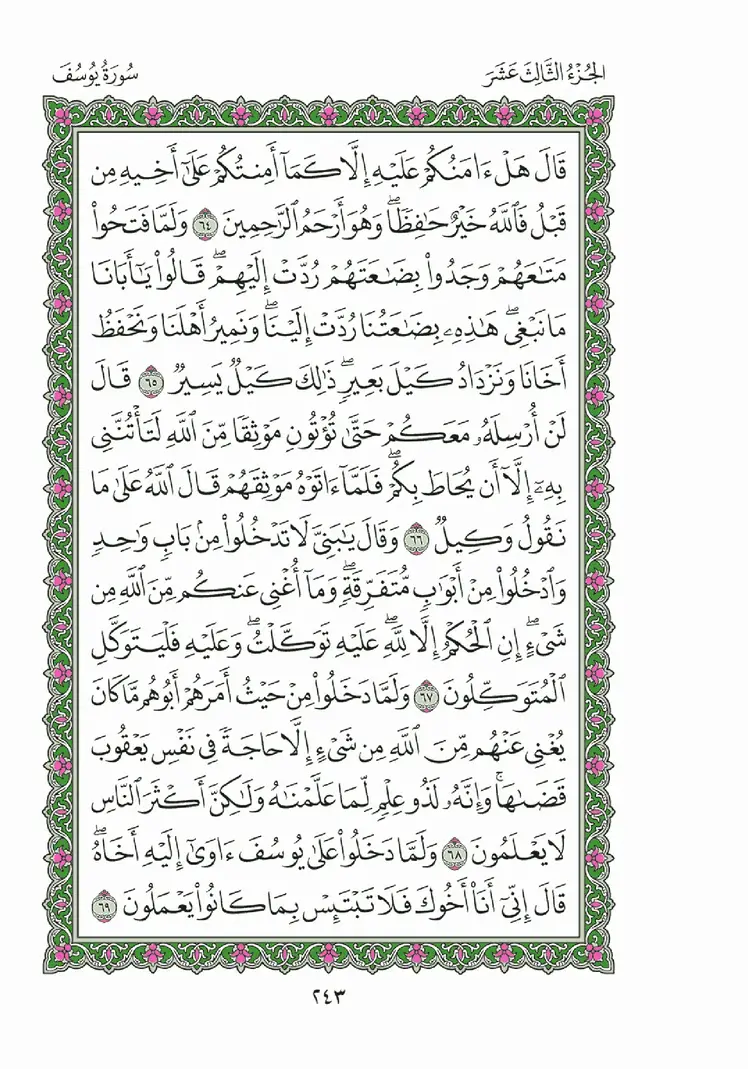 الجُزْءُ الثَّالِثَ عَشَرَ
سُورَةُ يُوسُفَ
قَالَ هَلْ ءَامَنُكُمْ عَلَيْهِ إِلَّا كَمَآ أَمِنتُكُمْ عَلَىٰٓ أَخِيهِ مِن
قَبْلُ فَٱللَّهُ خَيْرٌ حَٰفِظًاۖ وَهُوَ أَرْحَمُ ٱلرَّٰحِمِينَ ٦٤ وَلَمَّا فَتَحُوا۟
مَتَٰعَهُمْ وَجَدُوا۟ بِضَٰعَتَهُمْ رُدَّتْ إِلَيْهِمْۖ قَالُوا۟ يَٰٓأَبَانَا
مَا نَبْغِىۖ هَٰذِهِۦ بِضَٰعَتُنَا رُدَّتْ إِلَيْنَاۖ وَنَمِيرُ أَهْلَنَا وَنَحْفَظُ
أَخَانَا وَنَزْدَادُ كَيْلَ بَعِيرٍۖ ذَٰلِكَ كَيْلٌ يَسِيرٌ ٦٥ قَالَ
لَنْ أُرْسِلَهُۥ مَعَكُمْ حَتَّىٰ تُؤْتُونِ مَوْثِقًا مِّنَ ٱللَّهِ لَتَأْتُنَّنِى
بِهِۦٓ إِلَّآ أَن يُحَاطَ بِكُمْۖ فَلَمَّآ ءَاتَوْهُ مَوْثِقَهُمْ قَالَ ٱللَّهُ عَلَىٰ مَا
نَقُولُ وَكِيلٌ ٦٦ وَقَالَ يَٰبَنِىَّ لَا تَدْخُلُوا۟ مِنۢ بَابٍ وَٰحِدٍ
وَٱدْخُلُوا۟ مِنْ أَبْوَٰبٍ مُّتَفَرِّقَةٍۖ وَمَآ أُغْنِى عَنكُم مِّنَ ٱللَّهِ مِن
شَىْءٍۖ إِنِ ٱلْحُكْمُ إِلَّا لِلَّهِۖ عَلَيْهِ تَوَكَّلْتُۖ وَعَلَيْهِ فَلْيَتَوَكَّلِ
ٱلْمُتَوَكِّلُونَ ٦٧ وَلَمَّا دَخَلُوا۟ مِنْ حَيْثُ أَمَرَهُمْ أَبُوهُم مَّا كَانَ
يُغْنِى عَنْهُم مِّنَ ٱللَّهِ مِن شَىْءٍ إِلَّا حَاجَةً فِى نَفْسِ يَعْقُوبَ
قَضَىٰهَاۚ وَإِنَّهُۥ لَذُو عِلْمٍ لِّمَا عَلَّمْنَٰهُ وَلَٰكِنَّ أَكْثَرَ ٱلنَّاسِ
لَا يَعْلَمُونَ ٦٨ وَلَمَّا دَخَلُوا۟ عَلَىٰ يُوسُفَ ءَاوَىٰٓ إِلَيْهِ أَخَاهُۖ
قَالَ إِنِّىٓ أَنَا۠ أَخُوكَ فَلَا تَبْتَئِسْ بِمَا كَانُوا۟ يَعْمَلُونَ ٦٩
٢٤٣